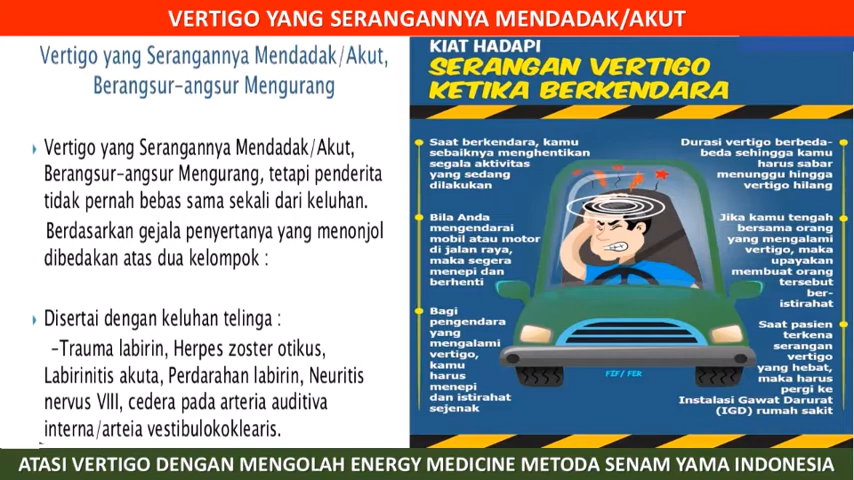 VERTIGO YANG SERANGANNYA MENDADAK/AKUT
Vertigo yang Serangannya Mendadak/Akut,
Berangsur-angsur Mengurang
Vertigo yang Serangannya Mendadak/Akut,
Berangsur-angsur Mengurang, tetapi penderita
tidak pernah bebas sama sekali dari keluhan.
Berdasarkan gejala penyertanya yang menonjol
dibedakan atas dua kelompok :
Disertai dengan keluhan telinga :
-Trauma labirin, Herpes zoster otikus,
Labirinitis akuta, Perdarahan labirin, Neuritis
nervus VIII, cedera pada arteria auditiva
interna/arteia vestibulokoklearis.
KIAT HADAPI
SERANGAN VERTIGO
KETIKA BERKENDARA
Saat berkendara, kamu
sebaiknya menghentikan
segala aktivitas
yang sedang
dilakukan
Bila Anda
mengendarai
mobil atau motor
di jalan raya,
maka segera
menepi dan
berhenti
Bagi
pengendara
yang
mengalami
vertigo,
kamu
harus
menepi
dan istirahat
sejenak
Durasi vertigo berbeda-
beda sehingga kamu
harus sabar
menunggu hingga
vertigo hilang
Jika kamu tengah
bersama orang
yang mengalami
vertigo, maka
upayakan
membuat orang
tersebut
ber-
istirahat
Saat pasien
terkena
serangan
vertigo
yang hebat,
maka harus
pergi ke
Instalasi Gawat Darurat
(IGD) rumah sakit
FIF/ FER
ATASI VERTIGO DENGAN MENGOLAH ENERGY MEDICINE METODA SENAM YAMA INDONESIA